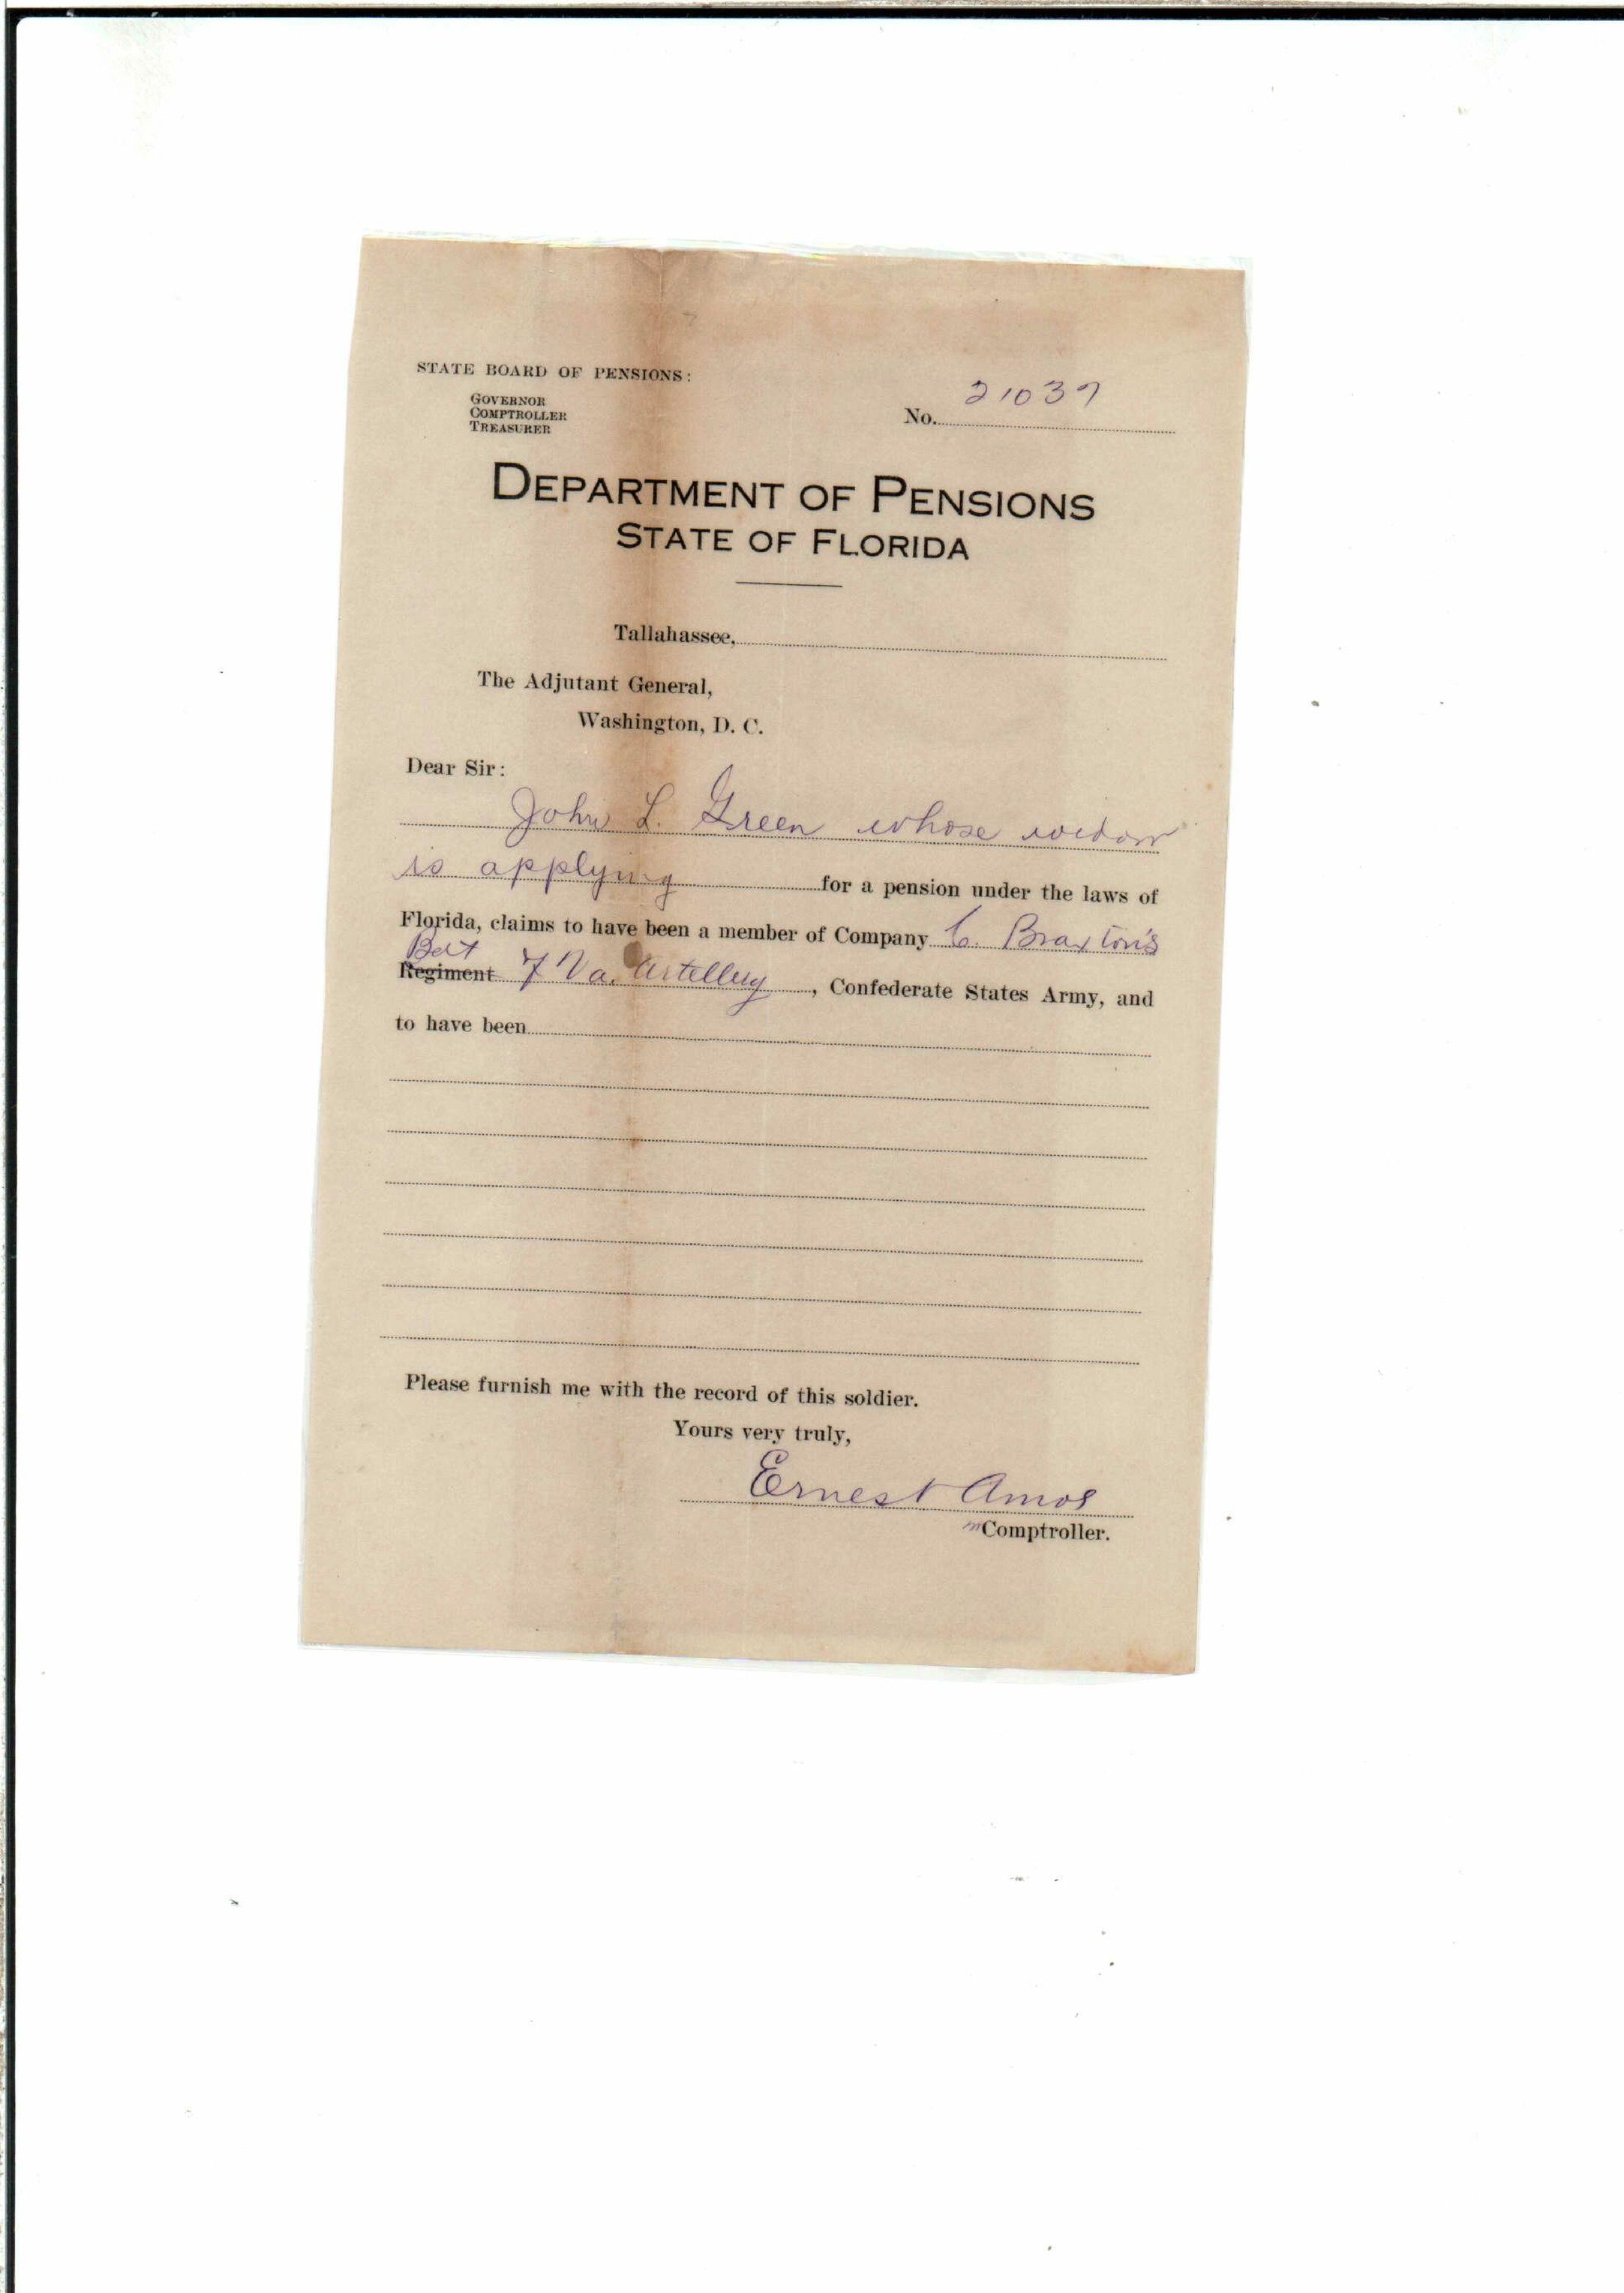 STATE BOARD OF PENSIONS:
GOVERNOR
COMPTROLLER
TREASURER
No. 21037
DEPARTMENT OF PENSIONS
STATE OF FLORIDA
Tallahassee,
The Adjutant General,
Washington, D. C.
Dear Sir:
John L. Green whose widow
is applying for a pension under the laws of
Florida, claims to have been a member of Company C. Braxton's
Bat
Regiment 7 Va. Artellery, Confederate States Army, and
to have been
Please furnish me with the record of this soldier.
Yours very truly,
Ernest Amos
Comptroller.